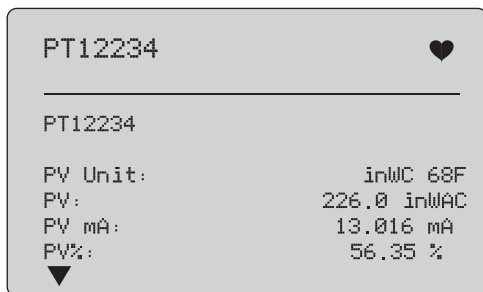 PT12234
PT12234
PV Unit: inWC 68F
PV: 226.0 inWAC
PV mA: 13.016 mA
PV%: 56.35 %